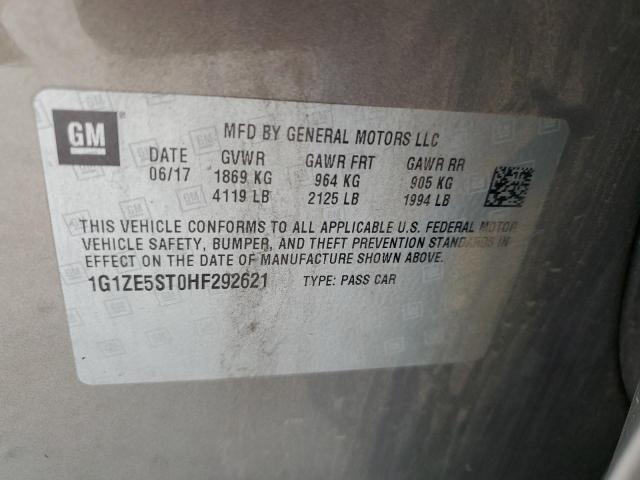 GM
MFD BY GENERAL MOTORS LLC
DATE GVWR GAWR FRT GAWR RR
06/17 1869 KG 964 KG 905 KG
4119 LB 2125 LB 1994 LB
THIS VEHICLE CONFORMS TO ALL APPLICABLE U.S. FEDERAL MOTOR
VEHICLE SAFETY, BUMPER, AND THEFT PREVENTION STANDARDS IN
EFFECT ON THE DATE OF MANUFACTURE SHOWN ABOVE.
1G1ZE5ST0HF292621 TYPE: PASS CAR